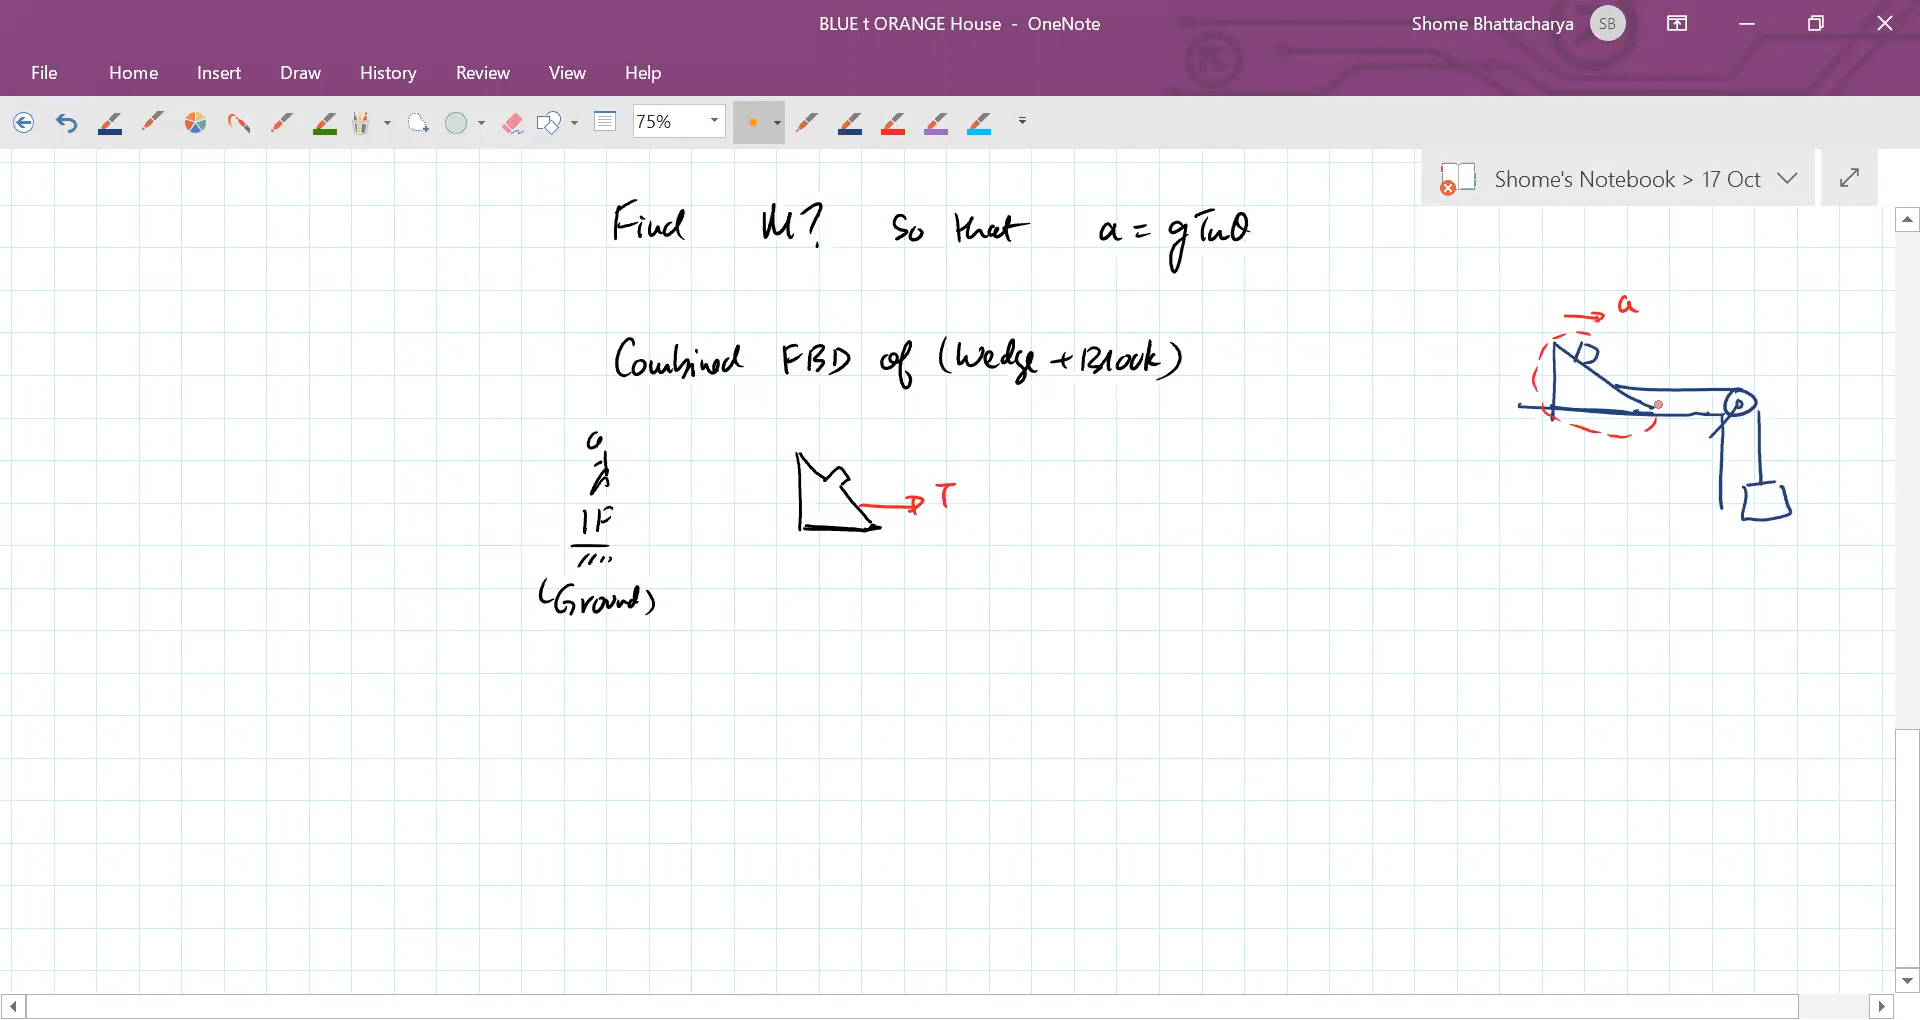 BLUE t ORANGE House - OneNote
Shome Bhattacharya
SB
File Home Insert Draw History Review View Help
75%
Shome's Notebook > 17 Oct
Find M? So that a = g Tanθ
Combined FBD of (Wedge + Block)
a
T
IF
(Ground)